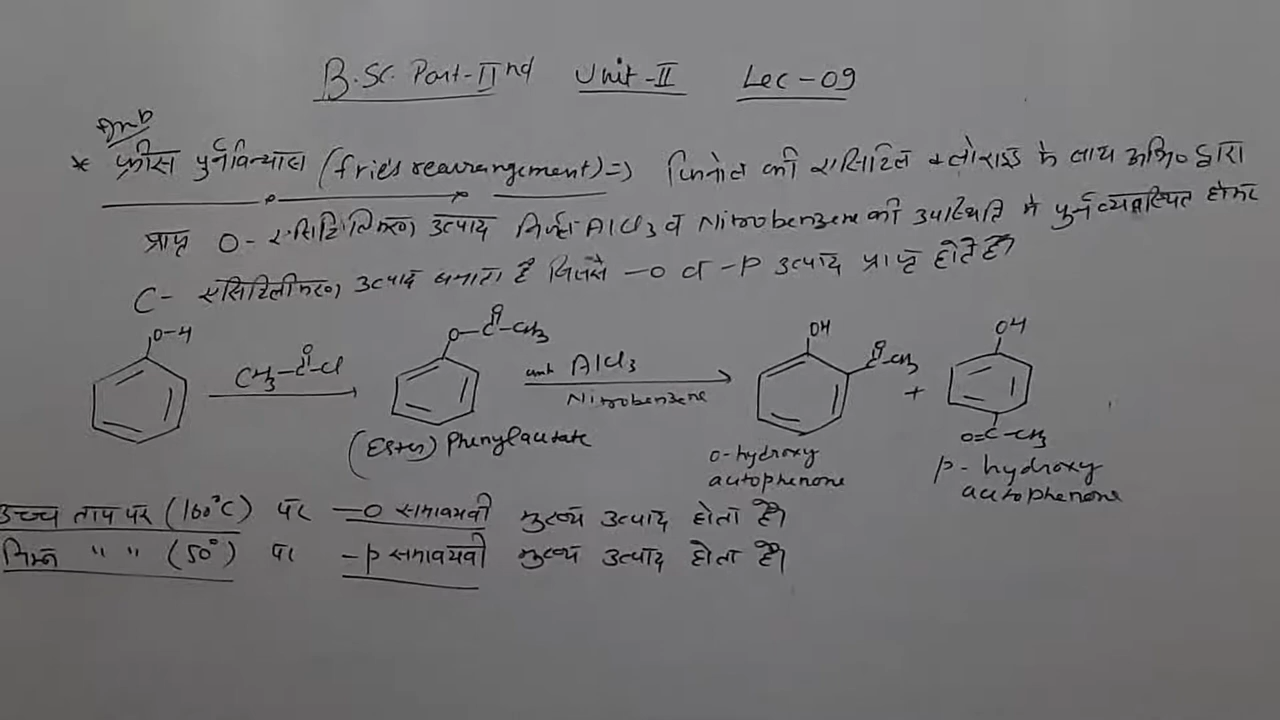 B.SC. Part-IInd Unit-II Lec-09
Imp
* फ्रीस पुर्नविन्यास (fries rearrangement) => फिनोल की एसिटिल क्लोराइड के साथ अभि० द्वारा
प्राप्त O-एसिटिलिकरण उत्पाद निर्जल AlCl3 व Nitrobenzene की उपस्थिति मे पुर्नव्यवस्थित होकर
C- एसिटिलीकरण उत्पाद बनाता है जिससे -o व -p उत्पाद प्राप्त होते है।
O-H
CH3-C-Cl
O
O-C-CH3
O
AlCl3
Nitrobenzene
OH
C-CH3
O
+
OH
O=C-CH3
(Ester) Phenylacetate
o-hydroxy
acetophenone
p-hydroxy
acetophenone
उच्च ताप पर (160°C) पर -o समावयवी मुख्य उत्पाद होता है।
निम्न " " (50°) पर -p समावयवी मुख्य उत्पाद होता है।